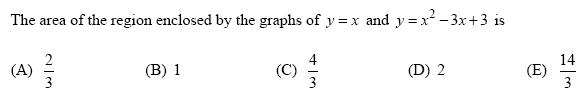 The area of the region enclosed by the graphs of y = x and y = x² − 3x + 3 is
(A) 2/3 (B) 1 (C) 4/3 (D) 2 (E) 14/3